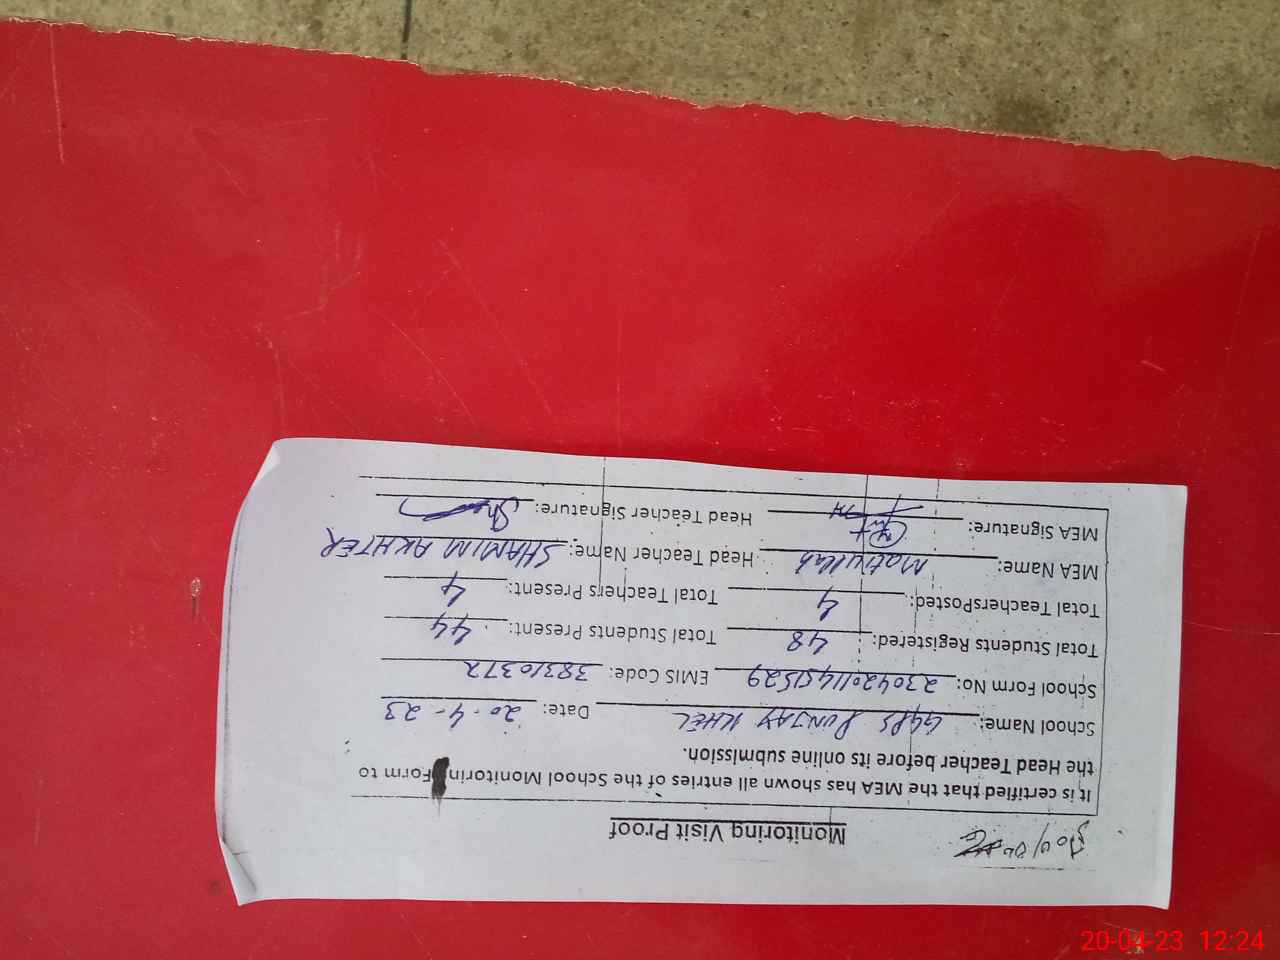 Monitoring Visit Proof
It is certified that the MEA has shown all entries of the School Monitorin Form to
the Head Teacher before its online submission.
School Name: GGPS PUNJAY KHEL Date: 20-4-23
School Form No: 23042011451529 EMIS Code: 38310372
Total Students Registered: 48 Total Students Present: 44
Total TeachersPosted: 4 Total Teachers Present: 4
MEA Name: Matiullah Head Teacher Name: SHAMIM AKHTER
MEA Signature: Head Teacher Signature:
20-04-23 12:24